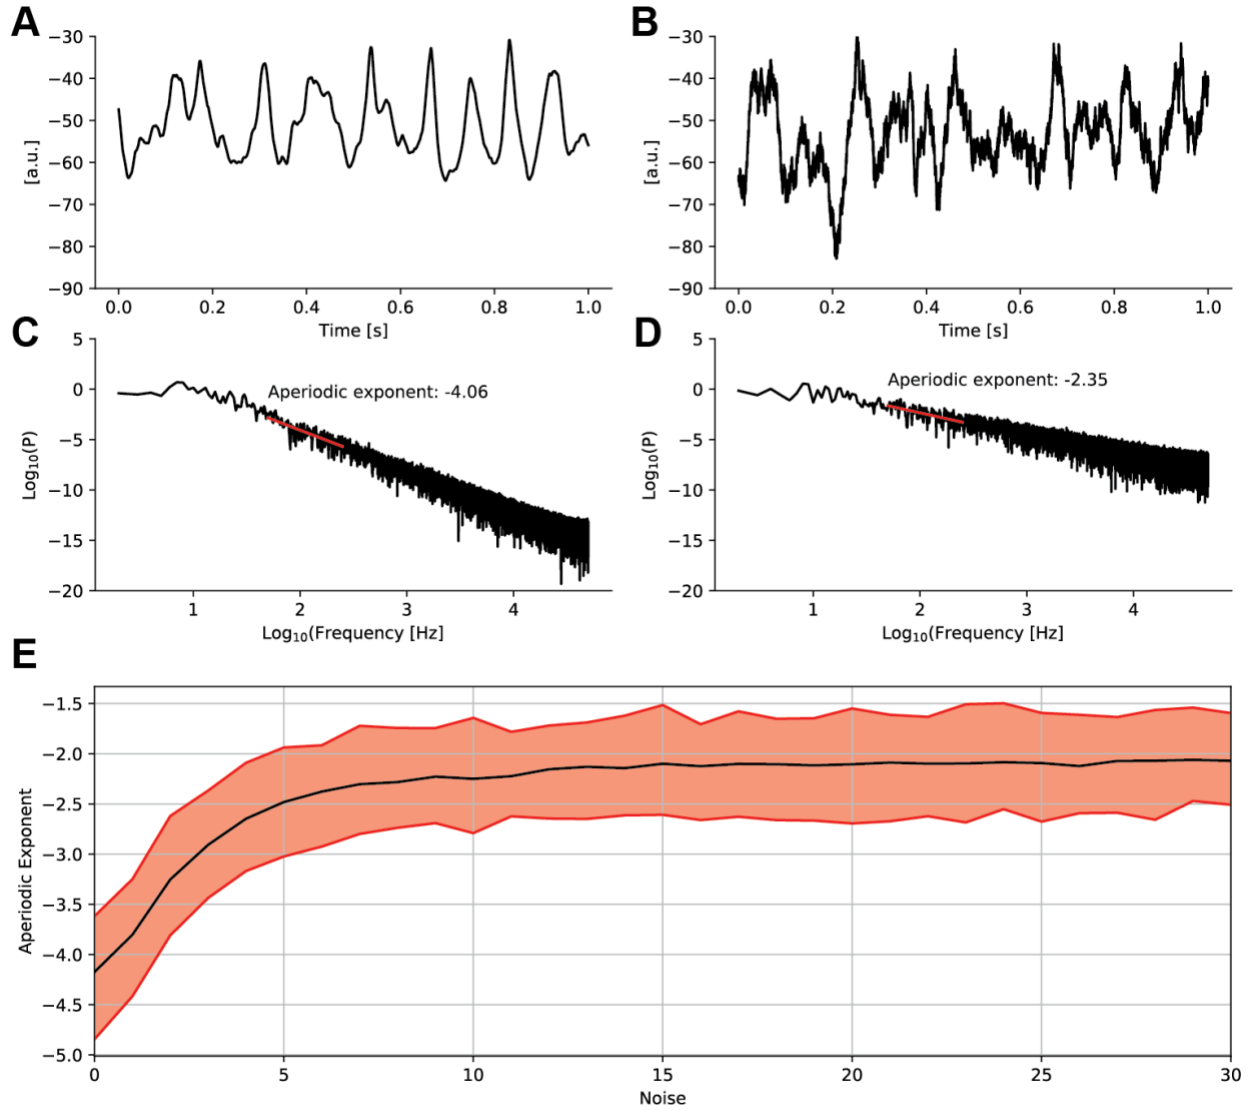 A
B
−30
−40
−50
−60
−70
−80
−90
[a.u.]
0.0 0.2 0.4 0.6 0.8 1.0
Time [s]
−30
−40
−50
−60
−70
−80
−90
[a.u.]
0.0 0.2 0.4 0.6 0.8 1.0
Time [s]
C
5
0
−5
−10
−15
−20
Log₁₀(P)
Aperiodic exponent: -4.06
1 2 3 4
Log₁₀(Frequency [Hz]
D
5
0
−5
−10
−15
−20
Log₁₀(P)
Aperiodic exponent: -2.35
1 2 3 4
Log₁₀(Frequency [Hz]
E
−1.5
−2.0
−2.5
−3.0
−3.5
−4.0
−4.5
−5.0
Aperiodic Exponent
0 5 10 15 20 25 30
Noise